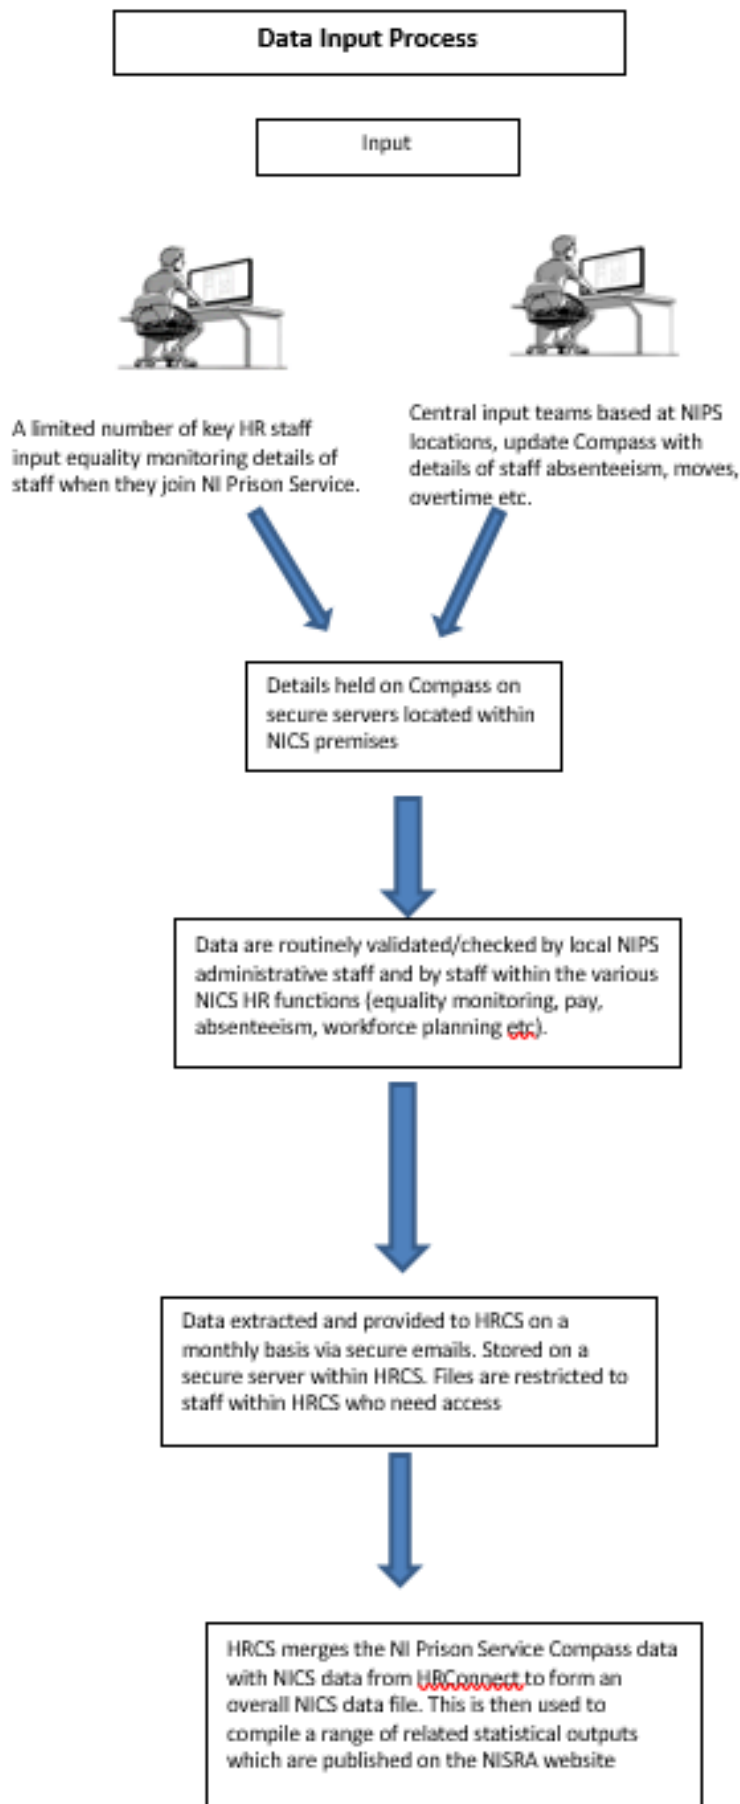 Data Input Process
Input
A limited number of key HR staff
input equality monitoring details of
staff when they join NI Prison Service.
Central input teams based at NIPS
locations, update Compass with
details of staff absenteeism, moves,
overtime etc.
Details held on Compass on
secure servers located within
NICS premises
Data are routinely validated/checked by local NIPS
administrative staff and by staff within the various
NICS HR functions (equality monitoring, pay,
absenteeism, workforce planning etc).
Data extracted and provided to HRCS on a
monthly basis via secure emails. Stored on a
secure server within HRCS. Files are restricted to
staff within HRCS who need access
HRCS merges the NI Prison Service Compass data
with NICS data from HRConnect to form an
overall NICS data file. This is then used to
compile a range of related statistical outputs
which are published on the NISRA website